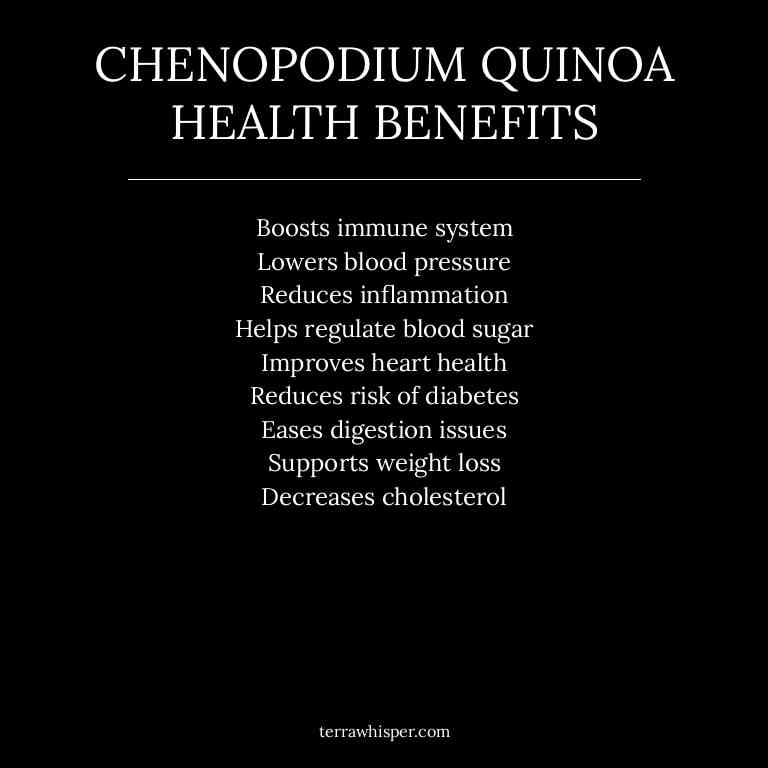 CHENOPODIUM QUINOA
HEALTH BENEFITS
Boosts immune system
Lowers blood pressure
Reduces inflammation
Helps regulate blood sugar
Improves heart health
Reduces risk of diabetes
Eases digestion issues
Supports weight loss
Decreases cholesterol
terrawhisper.com